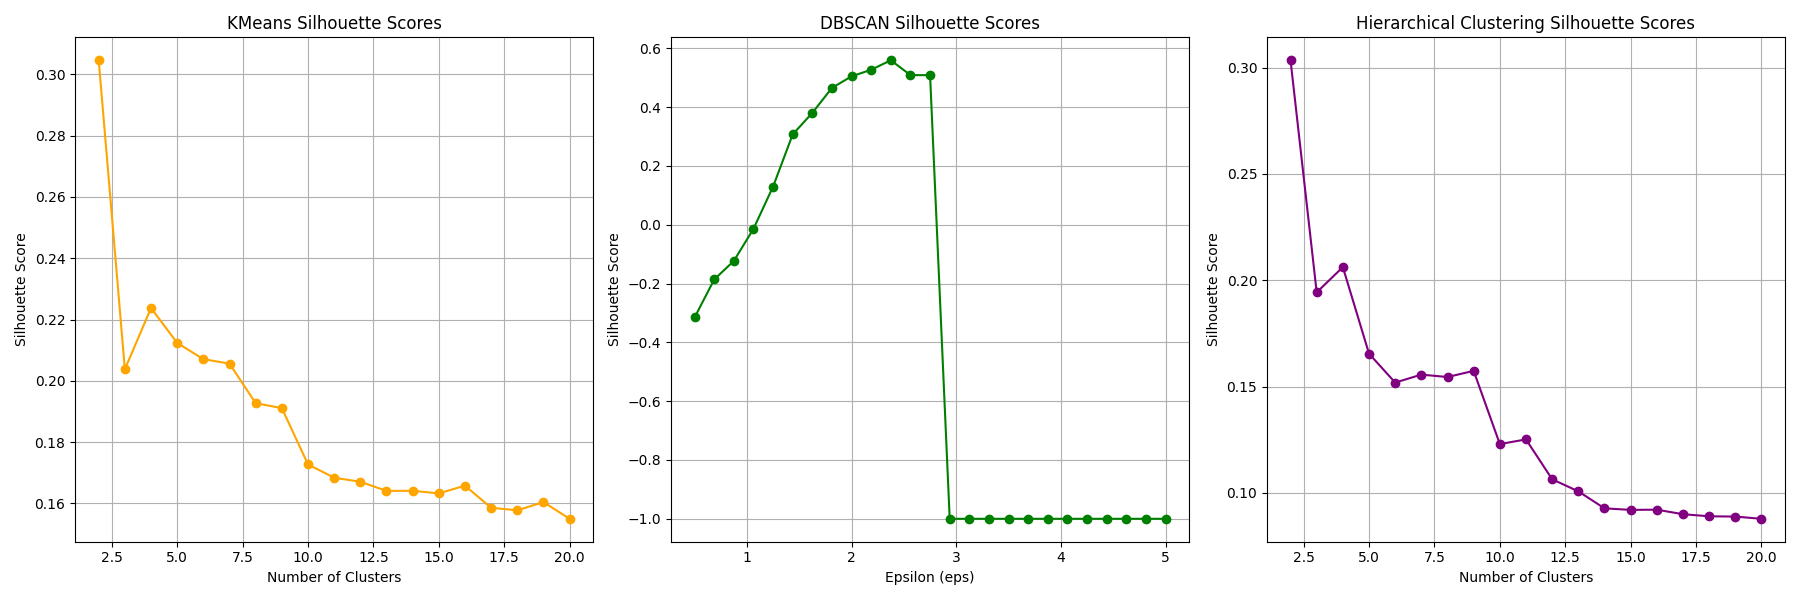 KMeans Silhouette Scores
Silhouette Score
0.30
0.28
0.26
0.24
0.22
0.20
0.18
0.16
2.5 5.0 7.5 10.0 12.5 15.0 17.5 20.0
Number of Clusters
DBSCAN Silhouette Scores
Silhouette Score
0.6
0.4
0.2
0.0
−0.2
−0.4
−0.6
−0.8
−1.0
1 2 3 4 5
Epsilon (eps)
Hierarchical Clustering Silhouette Scores
Silhouette Score
0.30
0.25
0.20
0.15
0.10
2.5 5.0 7.5 10.0 12.5 15.0 17.5 20.0
Number of Clusters